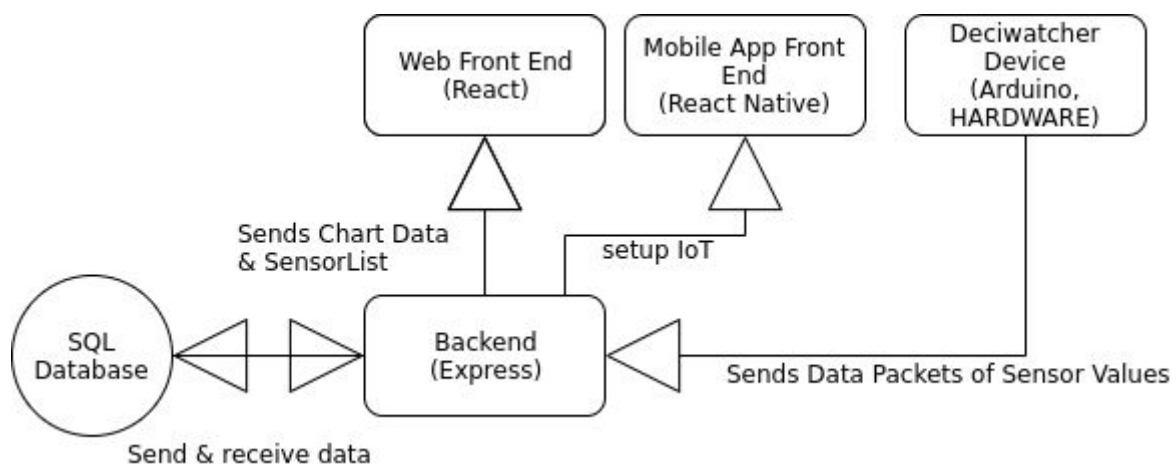 Web Front End
(React)
Mobile App Front
End
(React Native)
Deciwatcher
Device
(Arduino,
HARDWARE)
Sends Chart Data
& SensorList
setup IoT
SQL
Database
Backend
(Express)
Sends Data Packets of Sensor Values
Send & receive data